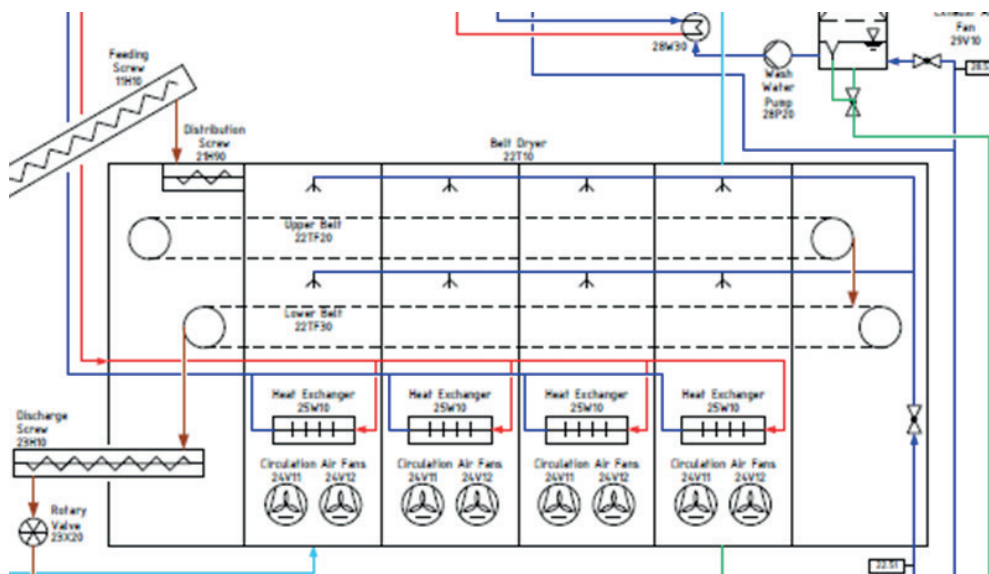 Fan
29V10
28W30
Wash
Water
Pump
28P20
Feeding
Screw
11H10
Distribution
Screw
21H90
Belt Dryer
22T10
Upper Belt
22TF20
Lower Belt
22TF30
Heat Exchanger
25W10
Heat Exchanger
25W10
Heat Exchanger
25W10
Heat Exchanger
25W10
Discharge
Screw
23H10
Circulation Air Fans
24V11 24V12
Circulation Air Fans
24V11 24V12
Circulation Air Fans
24V11 24V12
Circulation Air Fans
24V11 24V12
Rotary
Valve
23X20
22.51